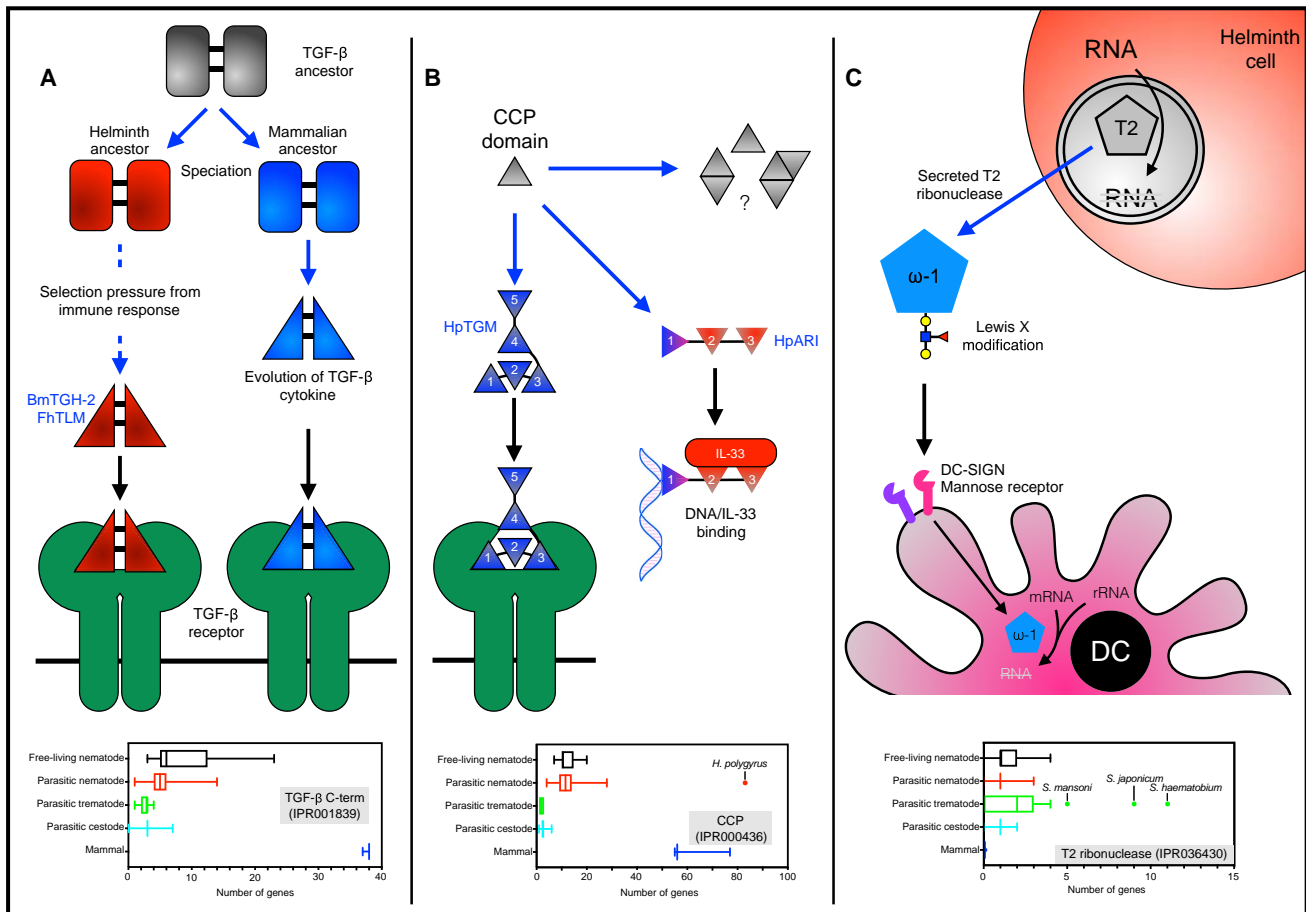 A
TGF-β
ancestor
Helminth
ancestor
Mammalian
ancestor
Speciation
Selection pressure from
immune response
BmTGH-2
FhTLM
Evolution of TGF-β
cytokine
TGF-β
receptor
Free-living nematode
Parasitic nematode
Parasitic trematode
Parasitic cestode
Mammal
TGF-β C-term
(IPR001839)
0
10
20
30
40
Number of genes
B
CCP
domain
?
HpTGM
5
4
2
1
3
HpARI
1
2
3
IL-33
1
2
3
DNA/IL-33
binding
5
4
2
1
3
Free-living nematode
Parasitic nematode
Parasitic trematode
Parasitic cestode
Mammal
H. polygyrus
CCP
(IPR000436)
0
20
40
60
80
100
Number of genes
C
RNA
Helminth
cell
T2
RNA
Secreted T2
ribonuclease
ω-1
Lewis X
modification
DC-SIGN
Mannose receptor
mRNA
rRNA
ω-1
RNA
DC
Free-living nematode
Parasitic nematode
Parasitic trematode
Parasitic cestode
Mammal
S. mansoni
S. japonicum
S. haematobium
T2 ribonuclease (IPR036430)
0
5
10
15
Number of genes